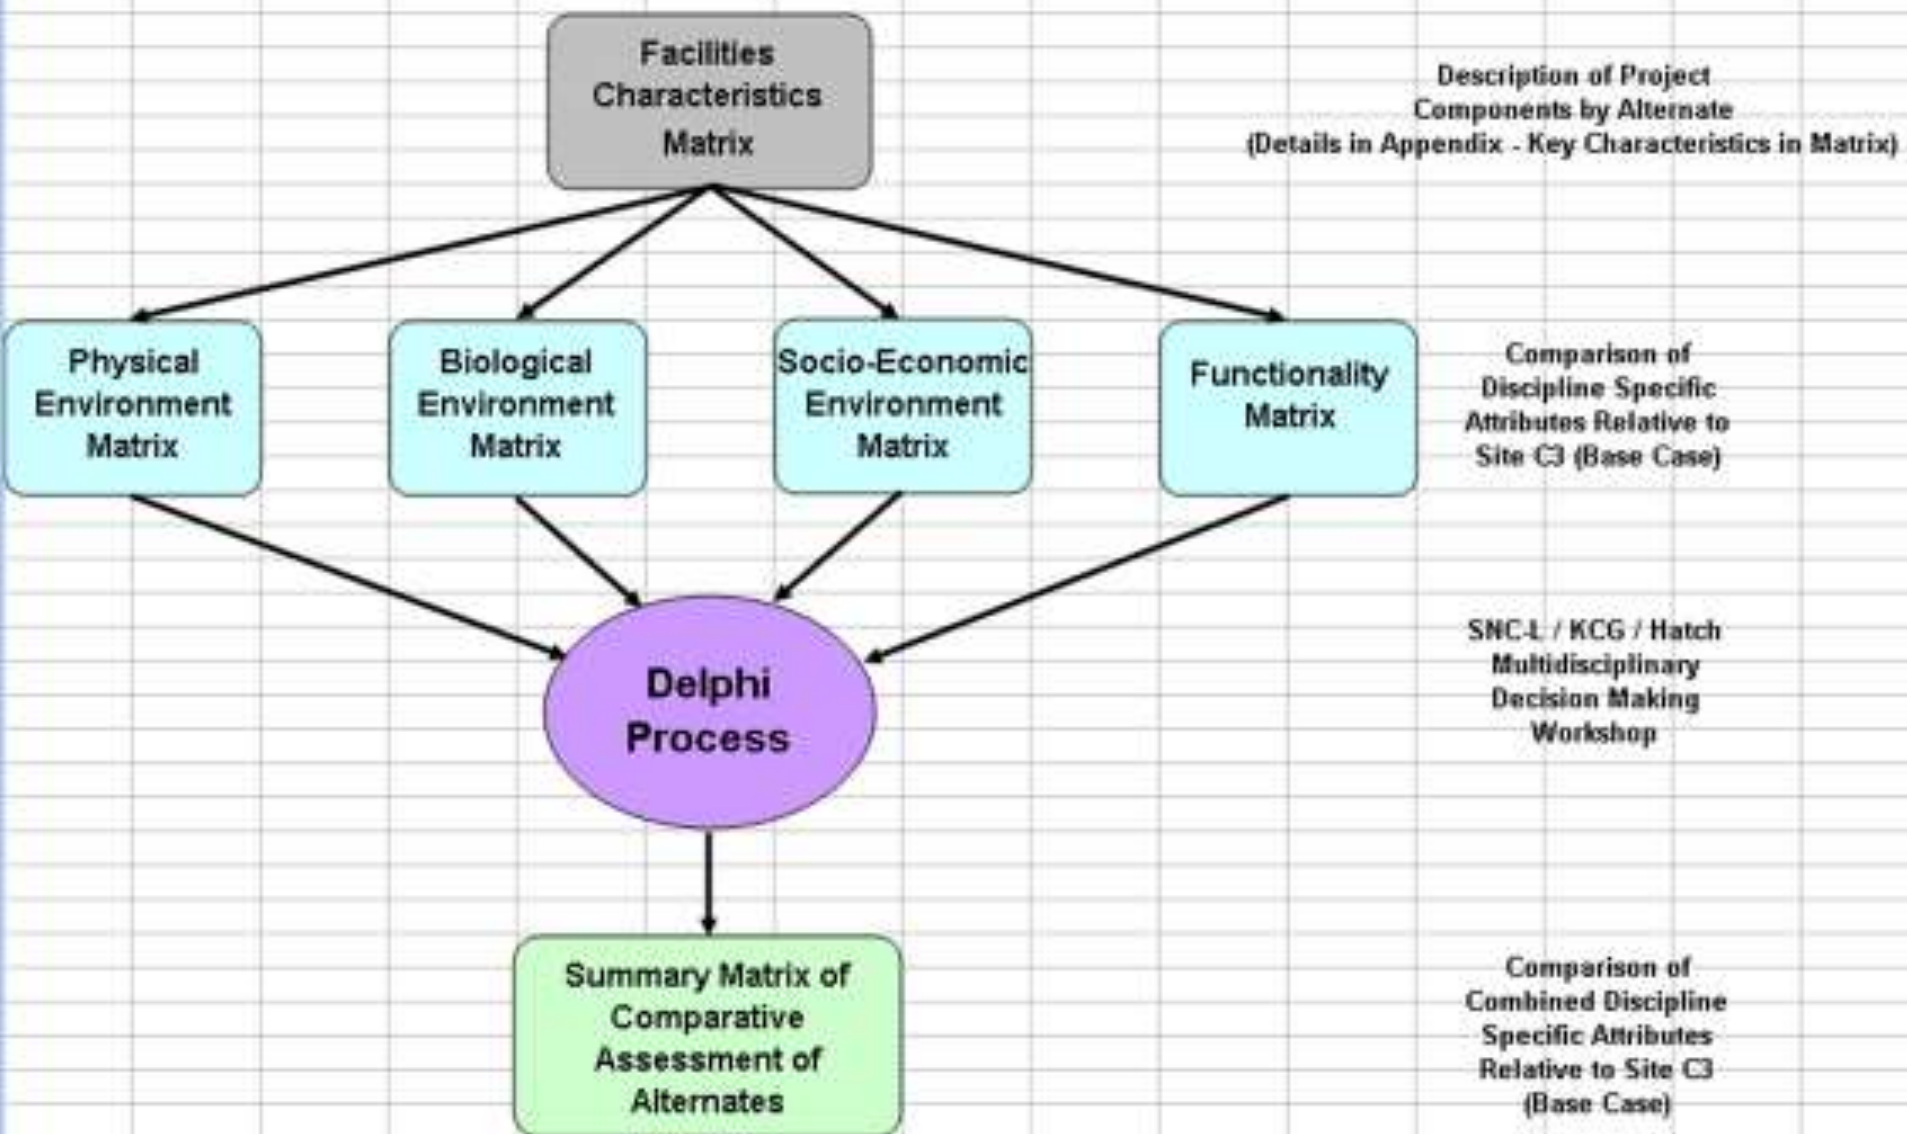 Facilities
Characteristics
Matrix
Description of Project
Components by Alternate
(Details in Appendix - Key Characteristics in Matrix)
Physical
Environment
Matrix
Biological
Environment
Matrix
Socio-Economic
Environment
Matrix
Functionality
Matrix
Comparison of
Discipline Specific
Attributes Relative to
Site C3 (Base Case)
Delphi
Process
SNC-L / KCG / Hatch
Multidisciplinary
Decision Making
Workshop
Summary Matrix of
Comparative
Assessment of
Alternates
Comparison of
Combined Discipline
Specific Attributes
Relative to Site C3
(Base Case)